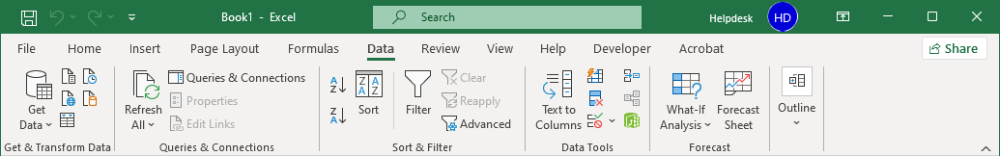 Book1 - Excel
Search
Helpdesk
HD
File Home Insert Page Layout Formulas Data Review View Help Developer Acrobat Share
Get Data
Refresh All
Queries & Connections
Properties
Edit Links
A Z
Z A
Z A A Z
Sort
Filter
Clear
Reapply
Advanced
Text to Columns
What-If Analysis
?
Forecast Sheet
Outline
Get & Transform Data Queries & Connections Sort & Filter Data Tools Forecast